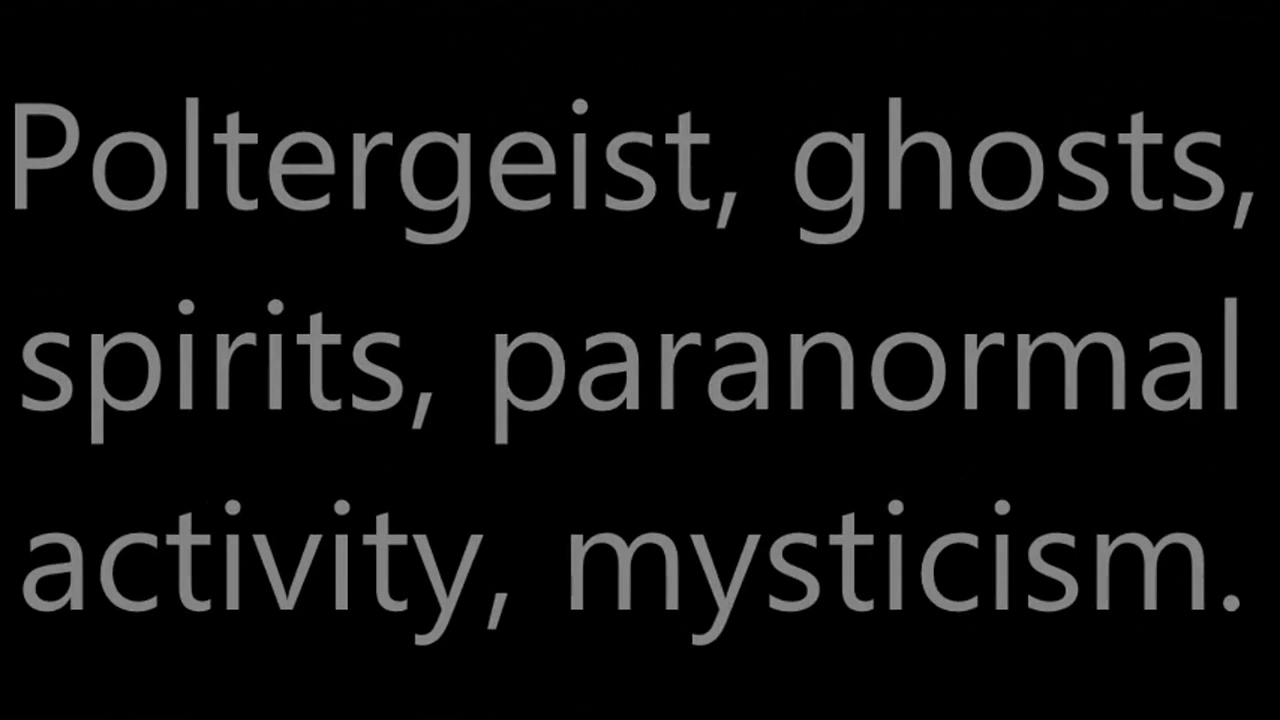 Poltergeist, ghosts,
spirits, paranormal
activity, mysticism.